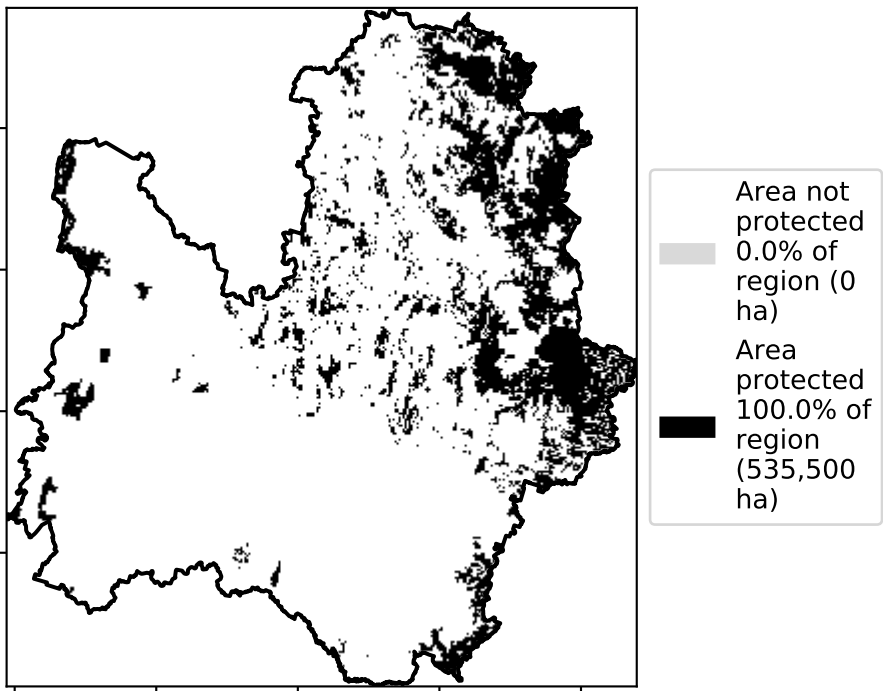 Area not
protected
0.0% of
region (0
ha)
Area
protected
100.0% of
region
(535,500
ha)